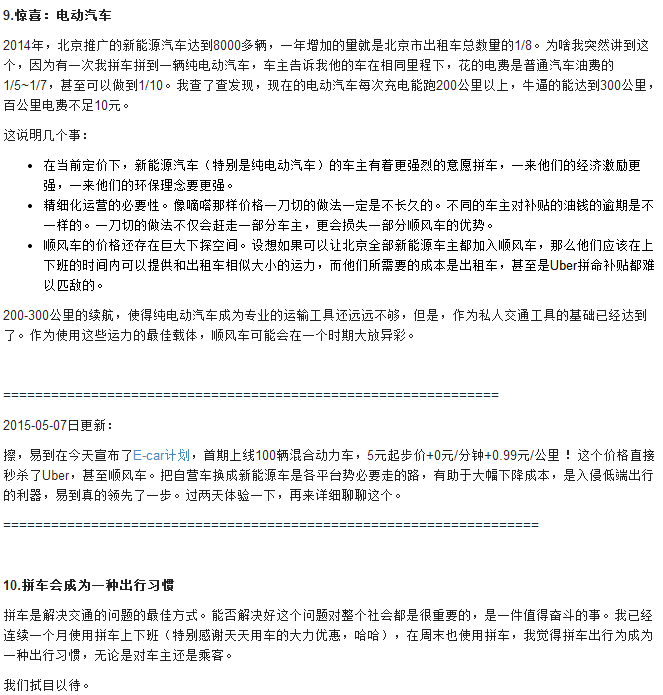 9.惊喜：电动汽车
2014年，北京推广的新能源汽车达到8000多辆，一年增加的量就是北京市出租车总数量的1/8。为啥我突然讲到这
个，因为有一次我拼车拼到一辆纯电动汽车，车主告诉我他的车在相同里程下，花的电费是普通汽车油费的
1/5~1/7，甚至可以做到1/10。我查了查发现，现在的电动汽车每次充电能跑200公里以上，牛逼的能达到300公里，
百公里电费不足10元。
这说明几个事：
• 在当前定价下，新能源汽车（特别是纯电动汽车）的车主有着更强烈的意愿拼车，一来他们的经济激励更
强，一来他们的环保理念要更强。
• 精细化运营的必要性。像嘀嗒那样价格一刀切的做法一定是不长久的。不同的车主对补贴的油钱的逾期是不
一样的。一刀切的做法不仅会赶走一部分车主，更会损失一部分顺风车的优势。
• 顺风车的价格还存在巨大下探空间。设想如果可以让北京全部新能源车主都加入顺风车，那么他们应该在上
下班的时间内可以提供和出租车相似大小的运力，而他们所需要的成本是出租车，甚至是Uber拼命补贴都难
以匹敌的。
200-300公里的续航，使得纯电动汽车成为专业的运输工具还远远不够，但是，作为私人交通工具的基础已经达到
了。作为使用这些运力的最佳载体，顺风车可能会在一个时期大放异彩。
==============================================================
2015-05-07日更新：
擦，易到在今天宣布了E-car计划，首期上线100辆混合动力车，5元起步价+0元/分钟+0.99元/公里 ！这个价格直接
秒杀了Uber，甚至顺风车。把自营车换成新能源车是各平台势必要走的路，有助于大幅下降成本，是入侵低端出行
的利器，易到真的领先了一步。过两天体验一下，再来详细聊聊这个。
===================================================================
10.拼车会成为一种出行习惯
拼车是解决交通的问题的最佳方式。能否解决好这个问题对整个社会都是很重要的，是一件值得奋斗的事。我已经
连续一个月使用拼车上下班（特别感谢天天用车的大力优惠，哈哈），在周末也使用拼车，我觉得拼车出行为成为
一种出行习惯，无论是对车主还是乘客。
我们拭目以待。